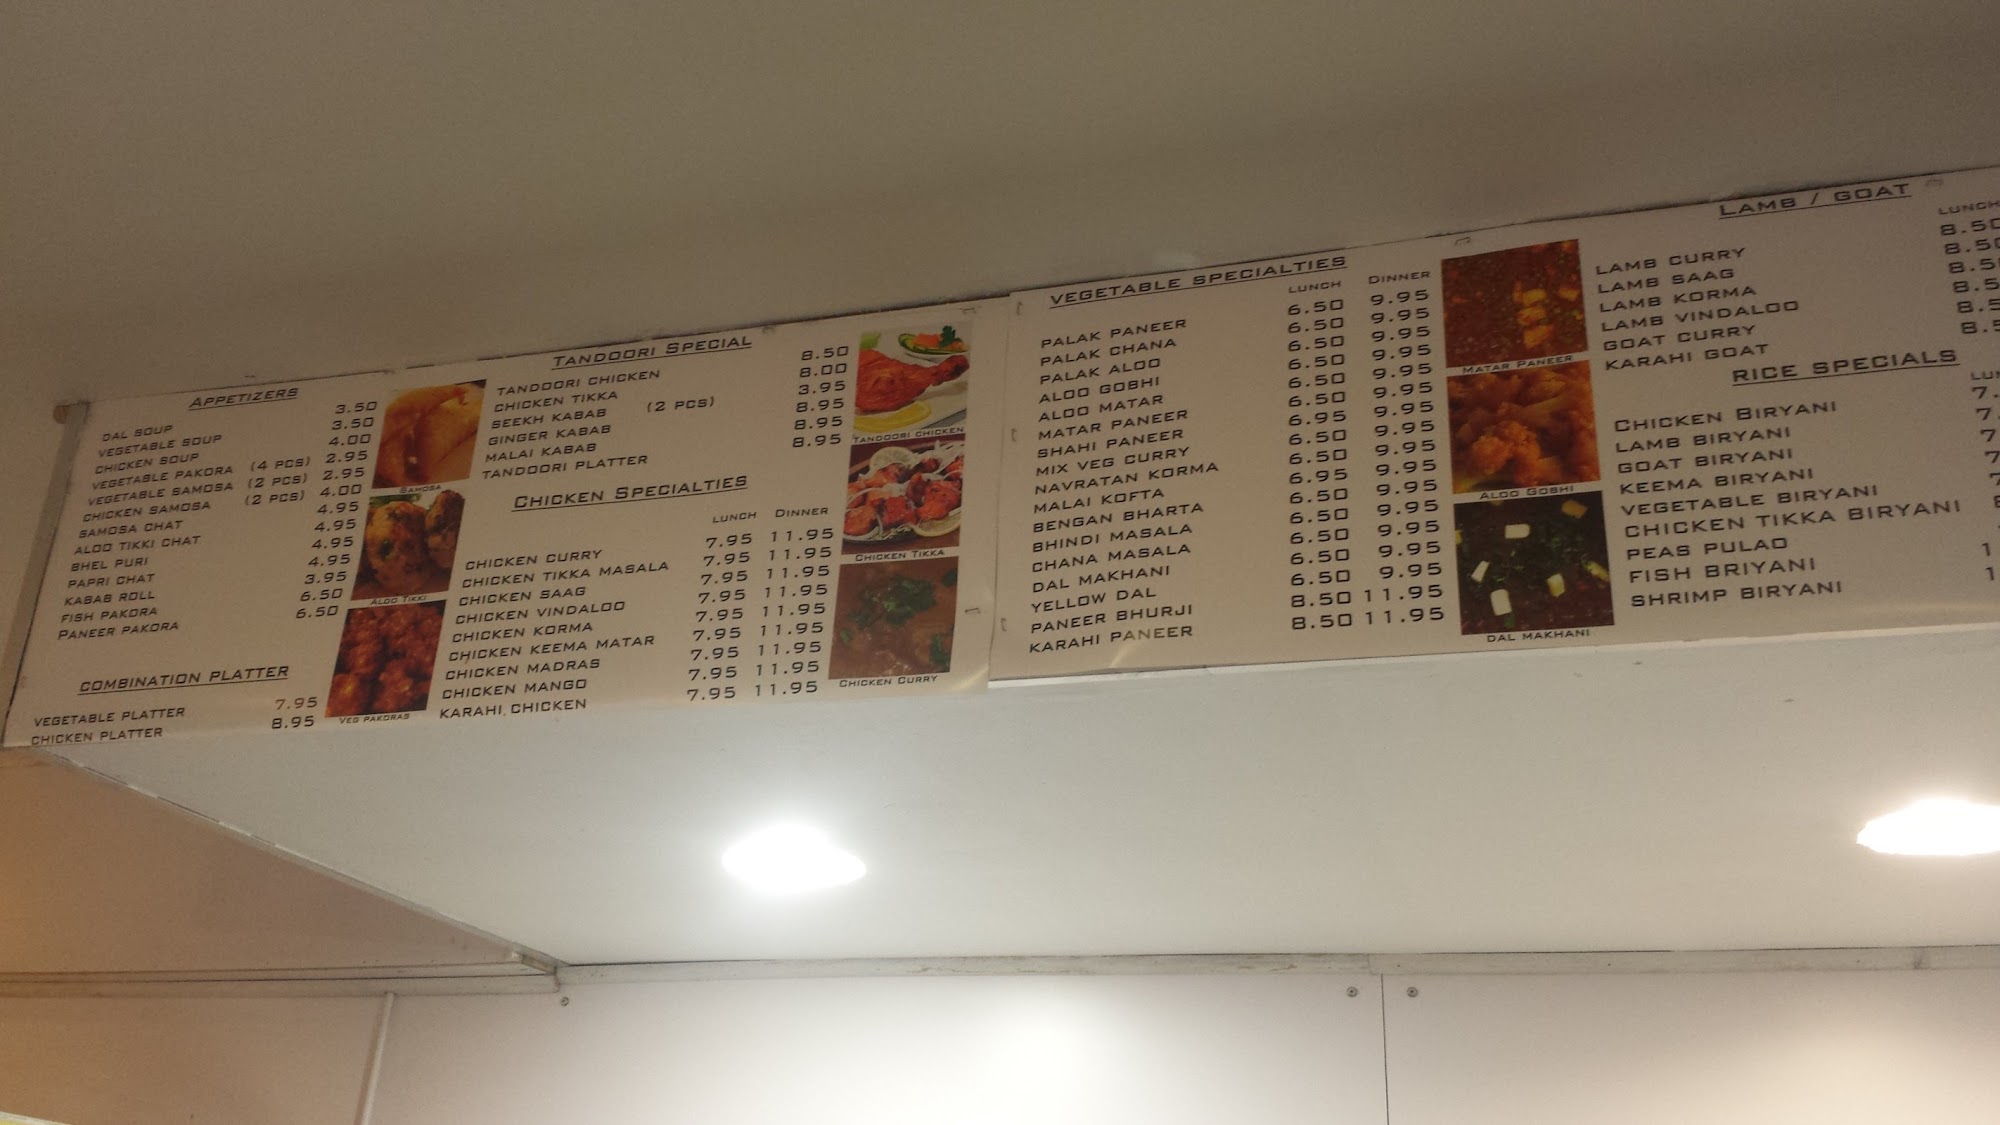 APPETIZERS
DAL SOUP 3.50
VEGETABLE SOUP 3.50
CHICKEN SOUP 4.00
VEGETABLE PAKORA (4 PCS) 2.95
VEGETABLE SAMOSA (2 PCS) 2.95
CHICKEN SAMOSA (2 PCS) 4.00
SAMOSA CHAT 4.95
ALOO TIKKI CHAT 4.95
BHEL PURI 4.95
PAPRI CHAT 4.95
KABAB ROLL 3.95
FISH PAKORA 6.50
PANEER PAKORA 6.50
COMBINATION PLATTER
VEGETABLE PLATTER 7.95
CHICKEN PLATTER 8.95
SAMOSA
ALOO TIKKI
VEG PAKORAS
TANDOORI SPECIAL
TANDOORI CHICKEN 8.50
CHICKEN TIKKA 8.00
SEEKH KABAB (2 PCS) 3.95
GINGER KABAB 8.95
MALAI KABAB 8.95
TANDOORI PLATTER 8.95
CHICKEN SPECIALTIES
LUNCH DINNER
CHICKEN CURRY 7.95 11.95
CHICKEN TIKKA MASALA 7.95 11.95
CHICKEN SAAG 7.95 11.95
CHICKEN VINDALOO 7.95 11.95
CHICKEN KORMA 7.95 11.95
CHICKEN KEEMA MATAR 7.95 11.95
CHICKEN MADRAS 7.95 11.95
CHICKEN MANGO 7.95 11.95
KARAHI CHICKEN 7.95 11.95
TANDOORI CHICKEN
CHICKEN TIKKA
CHICKEN CURRY
VEGETABLE SPECIALTIES
LUNCH DINNER
PALAK PANEER 6.50 9.95
PALAK CHANA 6.50 9.95
PALAK ALOO 6.50 9.95
ALOO GOBHI 6.50 9.95
ALOO MATAR 6.50 9.95
MATAR PANEER 6.50 9.95
SHAHI PANEER 6.95 9.95
MIX VEG CURRY 6.50 9.95
NAVRATAN KORMA 6.50 9.95
MALAI KOFTA 6.95 9.95
BENGAN BHARTA 6.50 9.95
BHINDI MASALA 6.50 9.95
CHANA MASALA 6.50 9.95
DAL MAKHANI 6.50 9.95
YELLOW DAL 6.50 9.95
PANEER BHURJI 8.50 11.95
KARAHI PANEER 8.50 11.95
MATAR PANEER
ALOO GOBHI
DAL MAKHANI
LAMB / GOAT
LUNCH
LAMB CURRY 8.50
LAMB SAAG 8.50
LAMB KORMA
LAMB VINDALOO
GOAT CURRY
KARAHI GOAT
RICE SPECIALS
CHICKEN BIRYANI
LAMB BIRYANI
GOAT BIRYANI
KEEMA BIRYANI
VEGETABLE BIRYANI
CHICKEN TIKKA BIRYANI
PEAS PULAO
FISH BRIYANI
SHRIMP BIRYANI